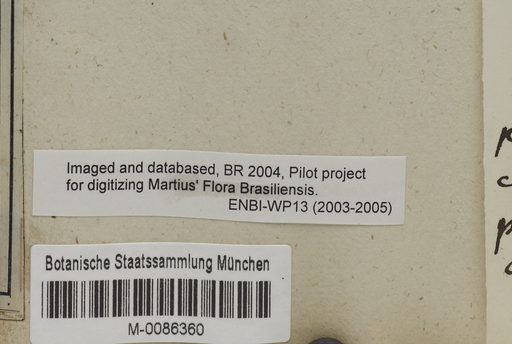 Imaged and databased, BR 2004, Pilot project
for digitizing Martius' Flora Brasiliensis.
ENBI-WP13 (2003-2005)
Botanische Staatssammlung München
M-0086360